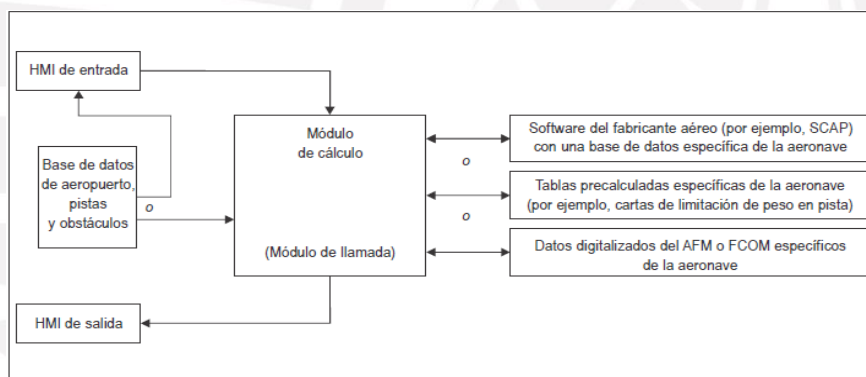 HMI de entrada
Base de datos
de aeropuerto,
pistas
y obstáculos
o
Módulo
de cálculo
(Módulo de llamada)
Software del fabricante aéreo (por ejemplo, SCAP)
con una base de datos específica de la aeronave
o
Tablas precalculadas específicas de la aeronave
(por ejemplo, cartas de limitación de peso en pista)
o
Datos digitalizados del AFM o FCOM específicos
de la aeronave
HMI de salida